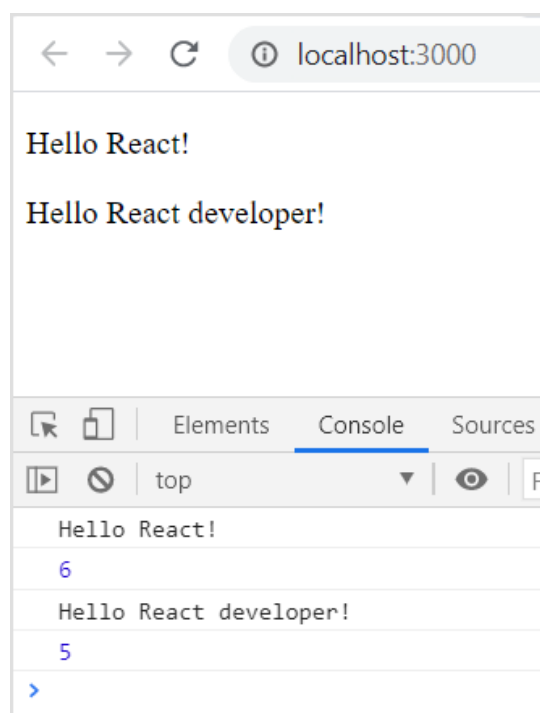 localhost:3000
Hello React!
Hello React developer!
Elements Console Sources
top
Hello React!
6
Hello React developer!
5